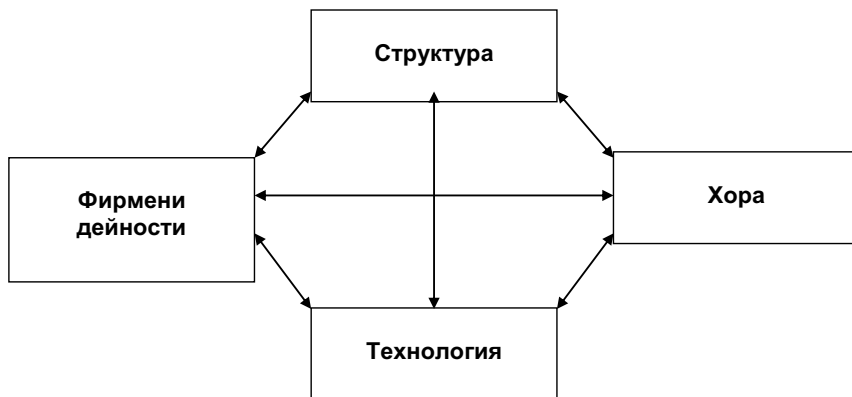 Структура
Фирмени
дейности
Хора
Технология